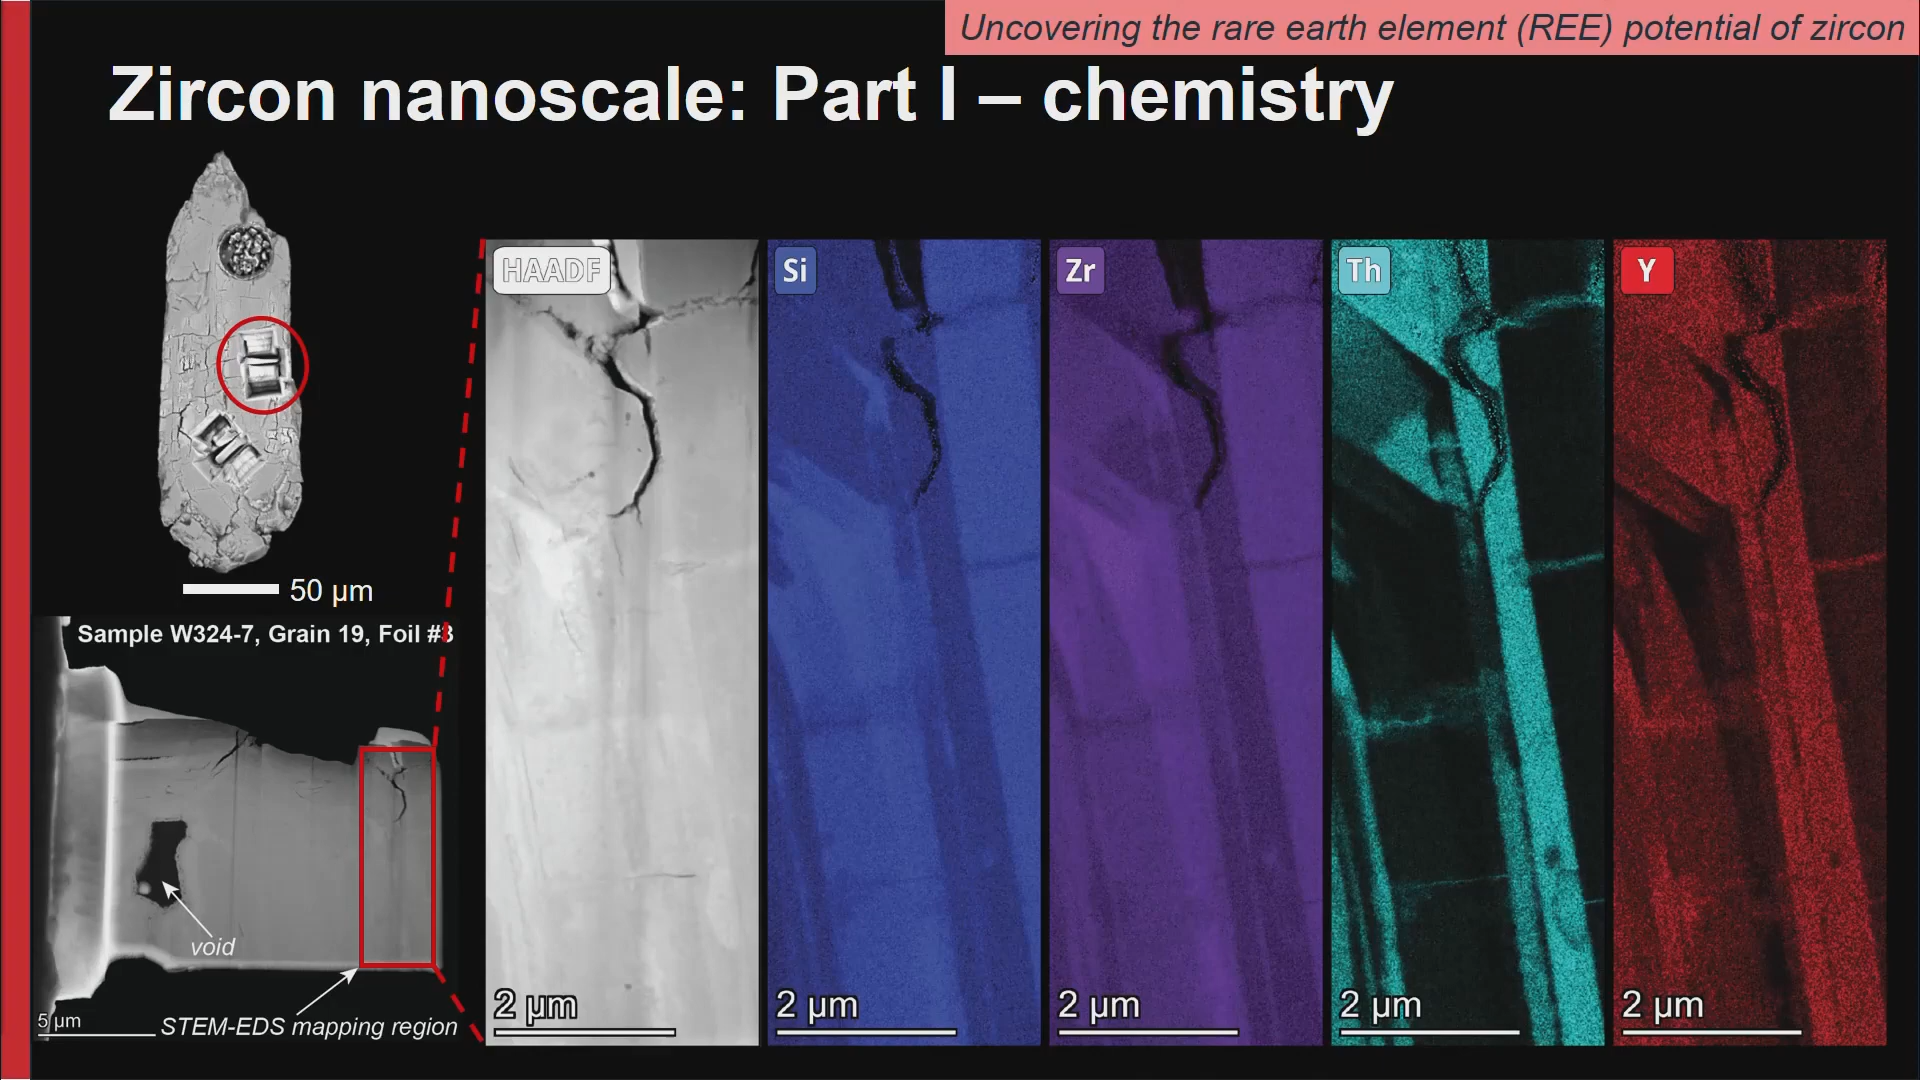 Uncovering the rare earth element (REE) potential of zircon
Zircon nanoscale: Part I – chemistry
50 µm
Sample W324-7, Grain 19, Foil #3
void
5 µm
STEM-EDS mapping region
HAADF
Si
Zr
Th
Y
2 µm
2 µm
2 µm
2 µm
2 µm